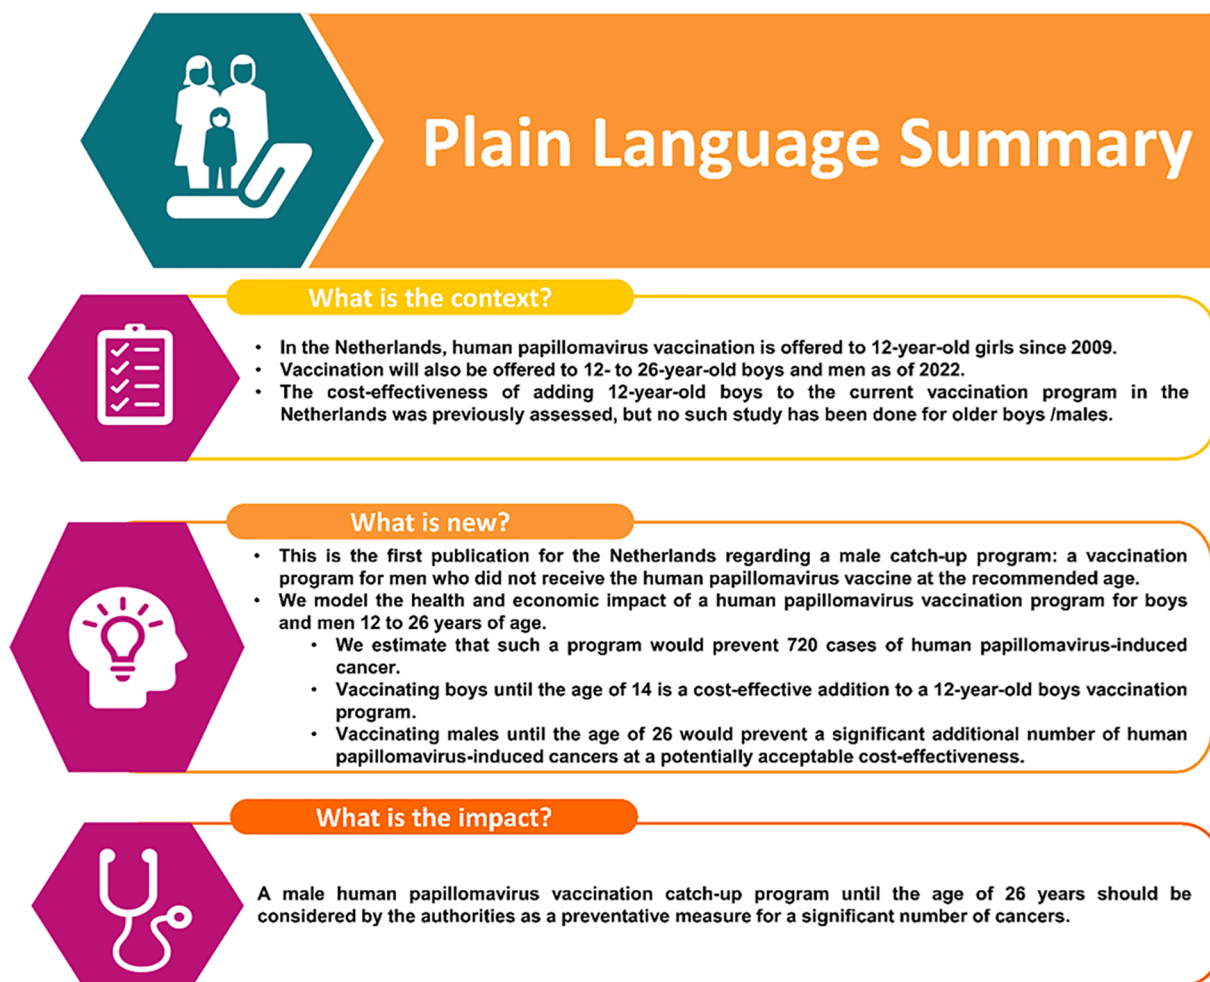 Plain Language Summary
What is the context?
• In the Netherlands, human papillomavirus vaccination is offered to 12-year-old girls since 2009.
• Vaccination will also be offered to 12- to 26-year-old boys and men as of 2022.
• The cost-effectiveness of adding 12-year-old boys to the current vaccination program in the
Netherlands was previously assessed, but no such study has been done for older boys /males.
What is new?
• This is the first publication for the Netherlands regarding a male catch-up program: a vaccination
program for men who did not receive the human papillomavirus vaccine at the recommended age.
• We model the health and economic impact of a human papillomavirus vaccination program for boys
and men 12 to 26 years of age.
• We estimate that such a program would prevent 720 cases of human papillomavirus-induced
cancer.
• Vaccinating boys until the age of 14 is a cost-effective addition to a 12-year-old boys vaccination
program.
• Vaccinating males until the age of 26 would prevent a significant additional number of human
papillomavirus-induced cancers at a potentially acceptable cost-effectiveness.
What is the impact?
A male human papillomavirus vaccination catch-up program until the age of 26 years should be
considered by the authorities as a preventative measure for a significant number of cancers.